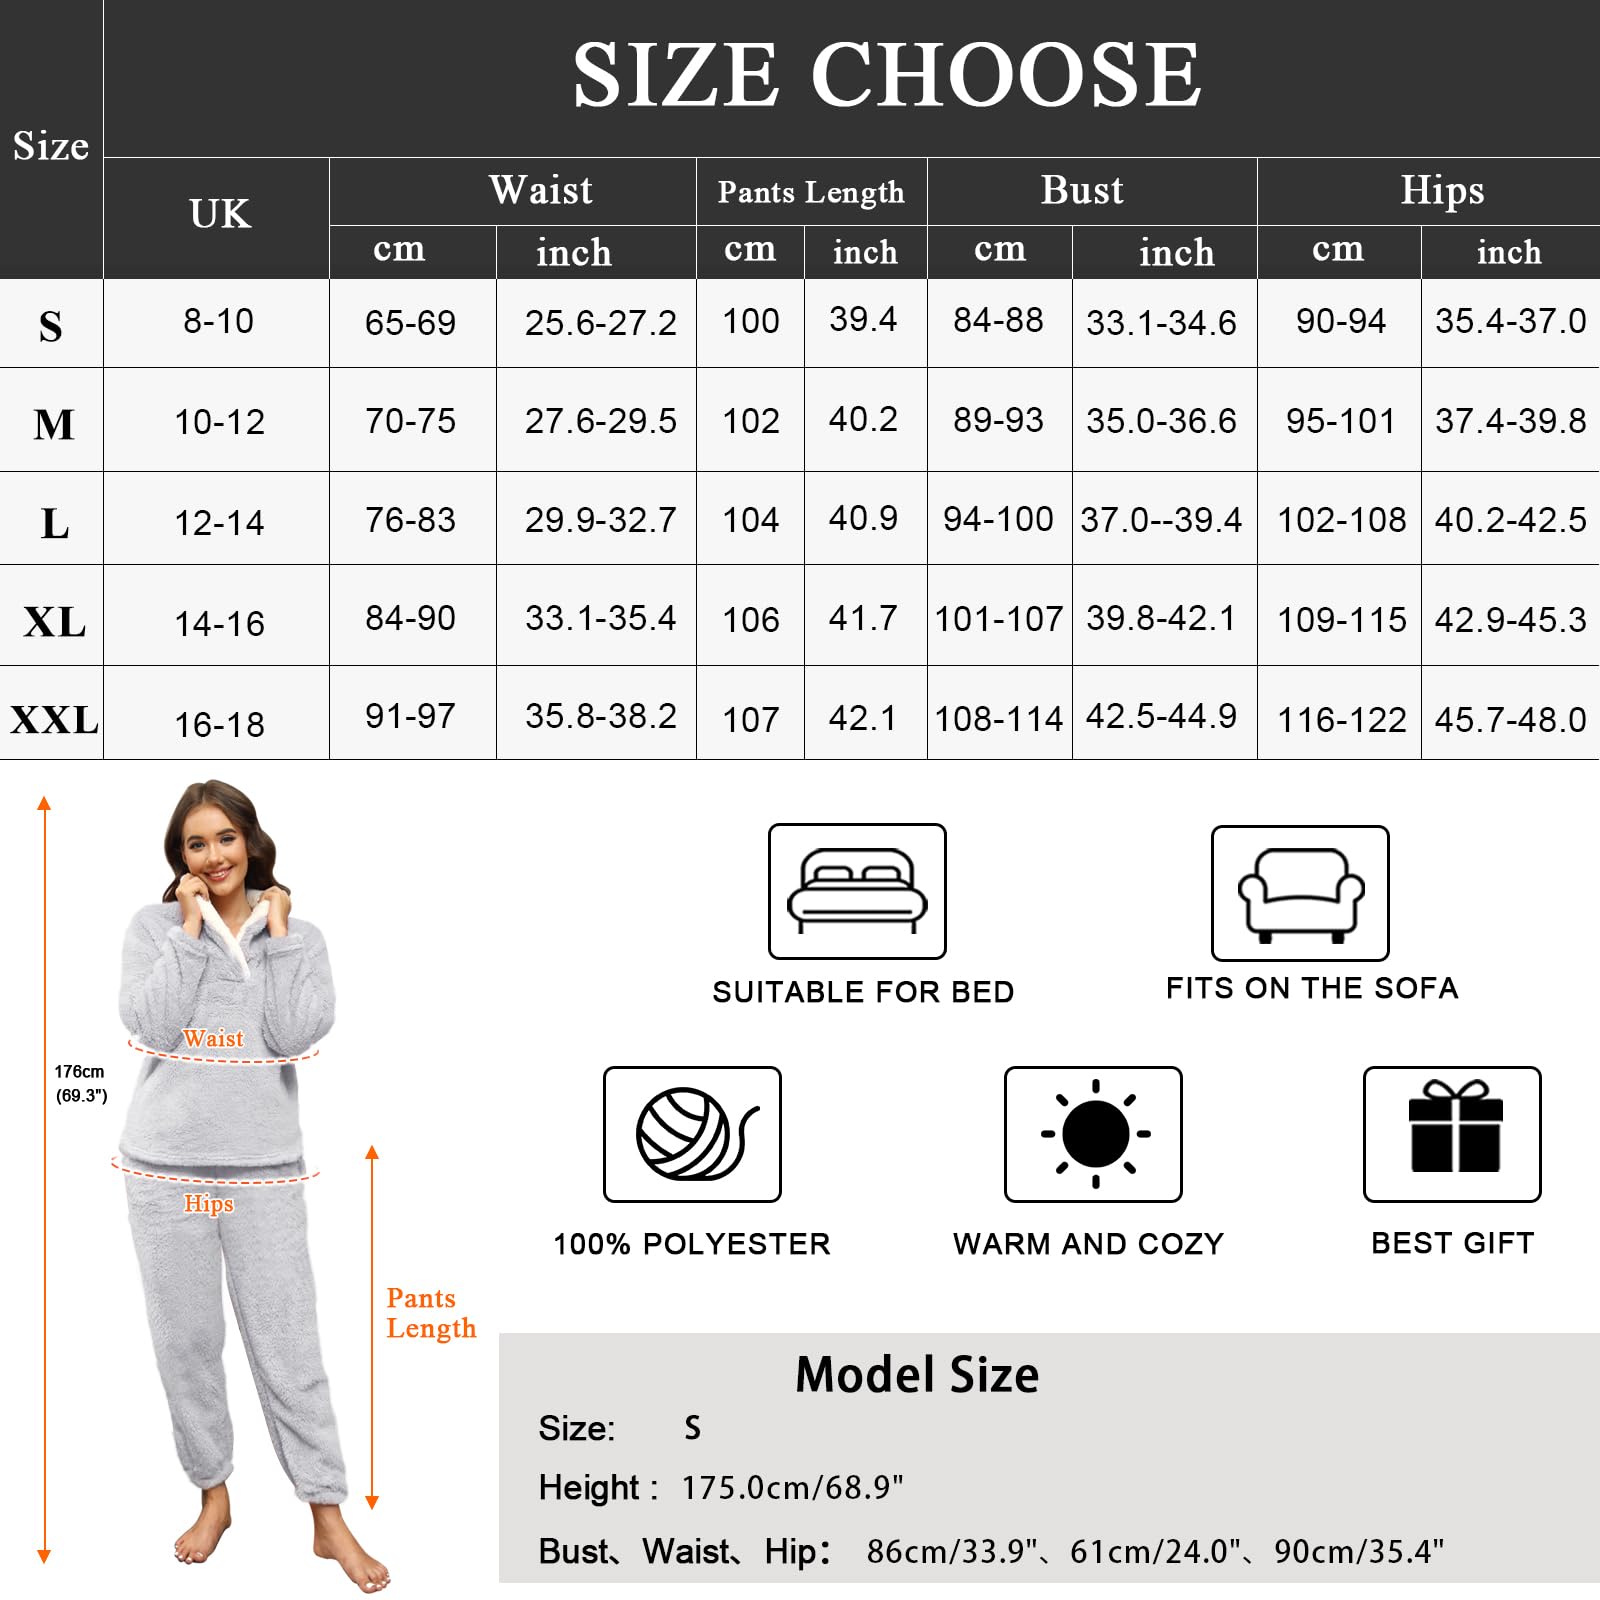 SIZE CHOOSE
Size
UK Waist Pants Length Bust Hips
cm inch cm inch cm inch cm inch
S 8-10 65-69 25.6-27.2 100 39.4 84-88 33.1-34.6 90-94 35.4-37.0
M 10-12 70-75 27.6-29.5 102 40.2 89-93 35.0-36.6 95-101 37.4-39.8
L 12-14 76-83 29.9-32.7 104 40.9 94-100 37.0--39.4 102-108 40.2-42.5
XL 14-16 84-90 33.1-35.4 106 41.7 101-107 39.8-42.1 109-115 42.9-45.3
XXL 16-18 91-97 35.8-38.2 107 42.1 108-114 42.5-44.9 116-122 45.7-48.0
Waist
176cm
(69.3")
Hips
Pants
Length
SUITABLE FOR BED
FITS ON THE SOFA
100% POLYESTER
WARM AND COZY
BEST GIFT
Model Size
Size: S
Height : 175.0cm/68.9"
Bust、Waist、Hip： 86cm/33.9"、61cm/24.0"、90cm/35.4"